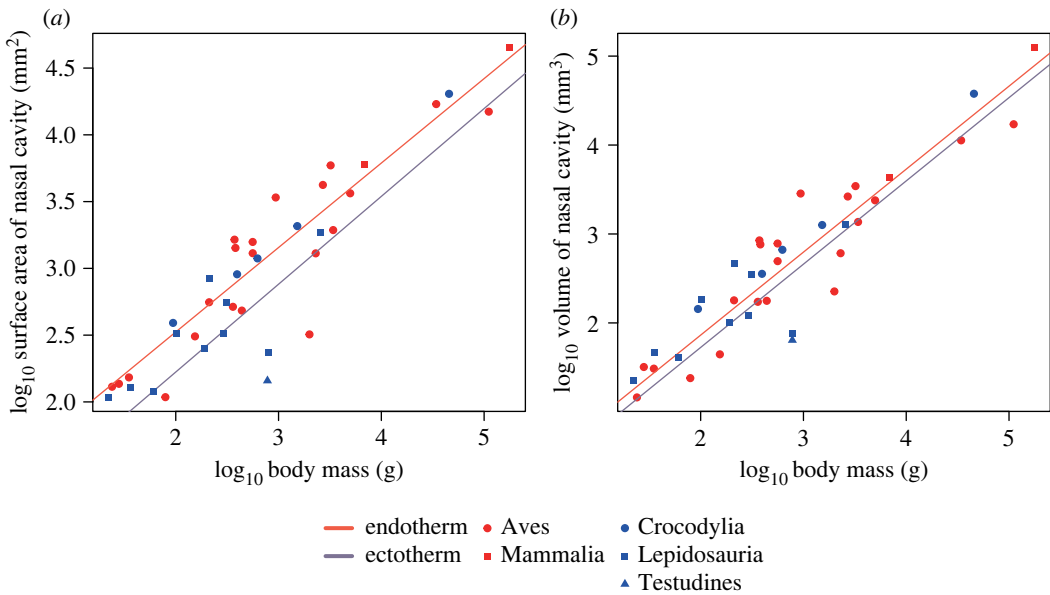 (a)
log10 surface area of nasal cavity (mm2)
4.5
4.0
3.5
3.0
2.5
2.0
2 3 4 5
log10 body mass (g)
(b)
log10 volume of nasal cavity (mm3)
5
4
3
2
2 3 4 5
log10 body mass (g)
endotherm Aves Crocodylia
ectotherm Mammalia Lepidosauria
Testudines